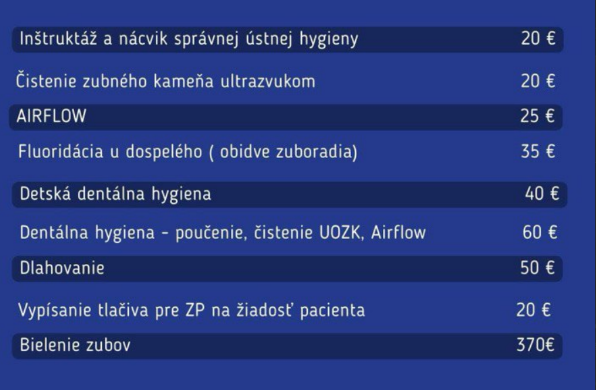 Inštruktáž a nácvik správnej ústnej hygieny 20 €
Čistenie zubného kameňa ultrazvukom 20 €
AIRFLOW 25 €
Fluoridácia u dospelého ( obidve zuboradia) 35 €
Detská dentálna hygiena 40 €
Dentálna hygiena - poučenie, čistenie UOZK, Airflow 60 €
Dlahovanie 50 €
Vypísanie tlačiva pre ZP na žiadosť pacienta 20 €
Bielenie zubov 370€